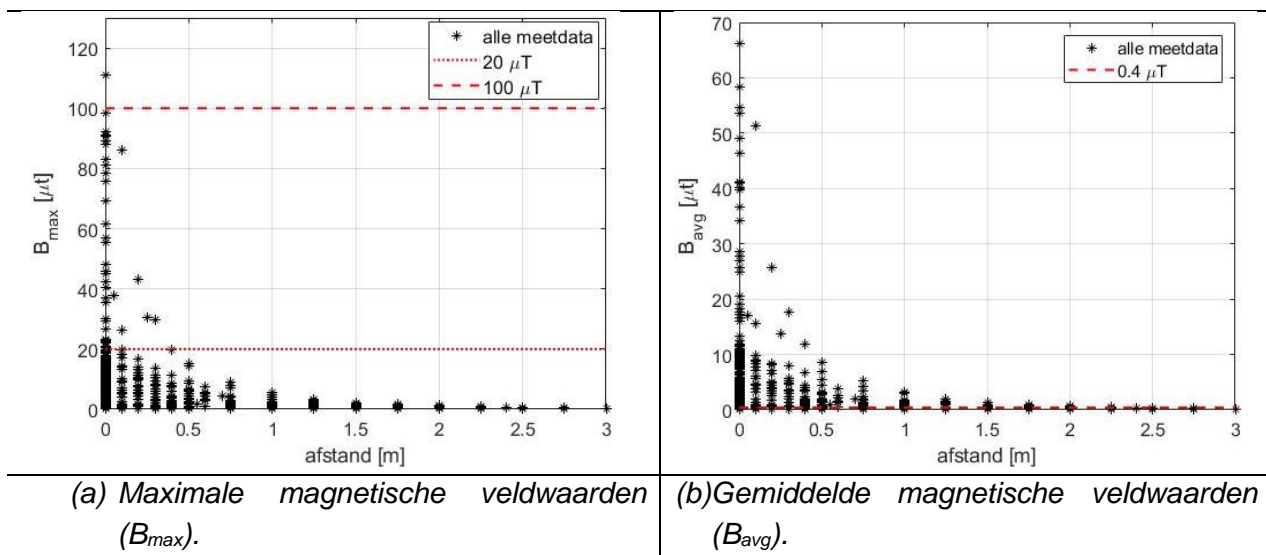 alle meetdata
20 μT
100 μT
120
100
80
60
40
20
0
B_max [μt]
0 0.5 1 1.5 2 2.5 3
afstand [m]
(a) Maximale magnetische veldwaarden
(B_max).
alle meetdata
0.4 μT
70
60
50
40
30
20
10
0
B_avg [μt]
0 0.5 1 1.5 2 2.5 3
afstand [m]
(b)Gemiddelde magnetische veldwaarden
(B_avg).